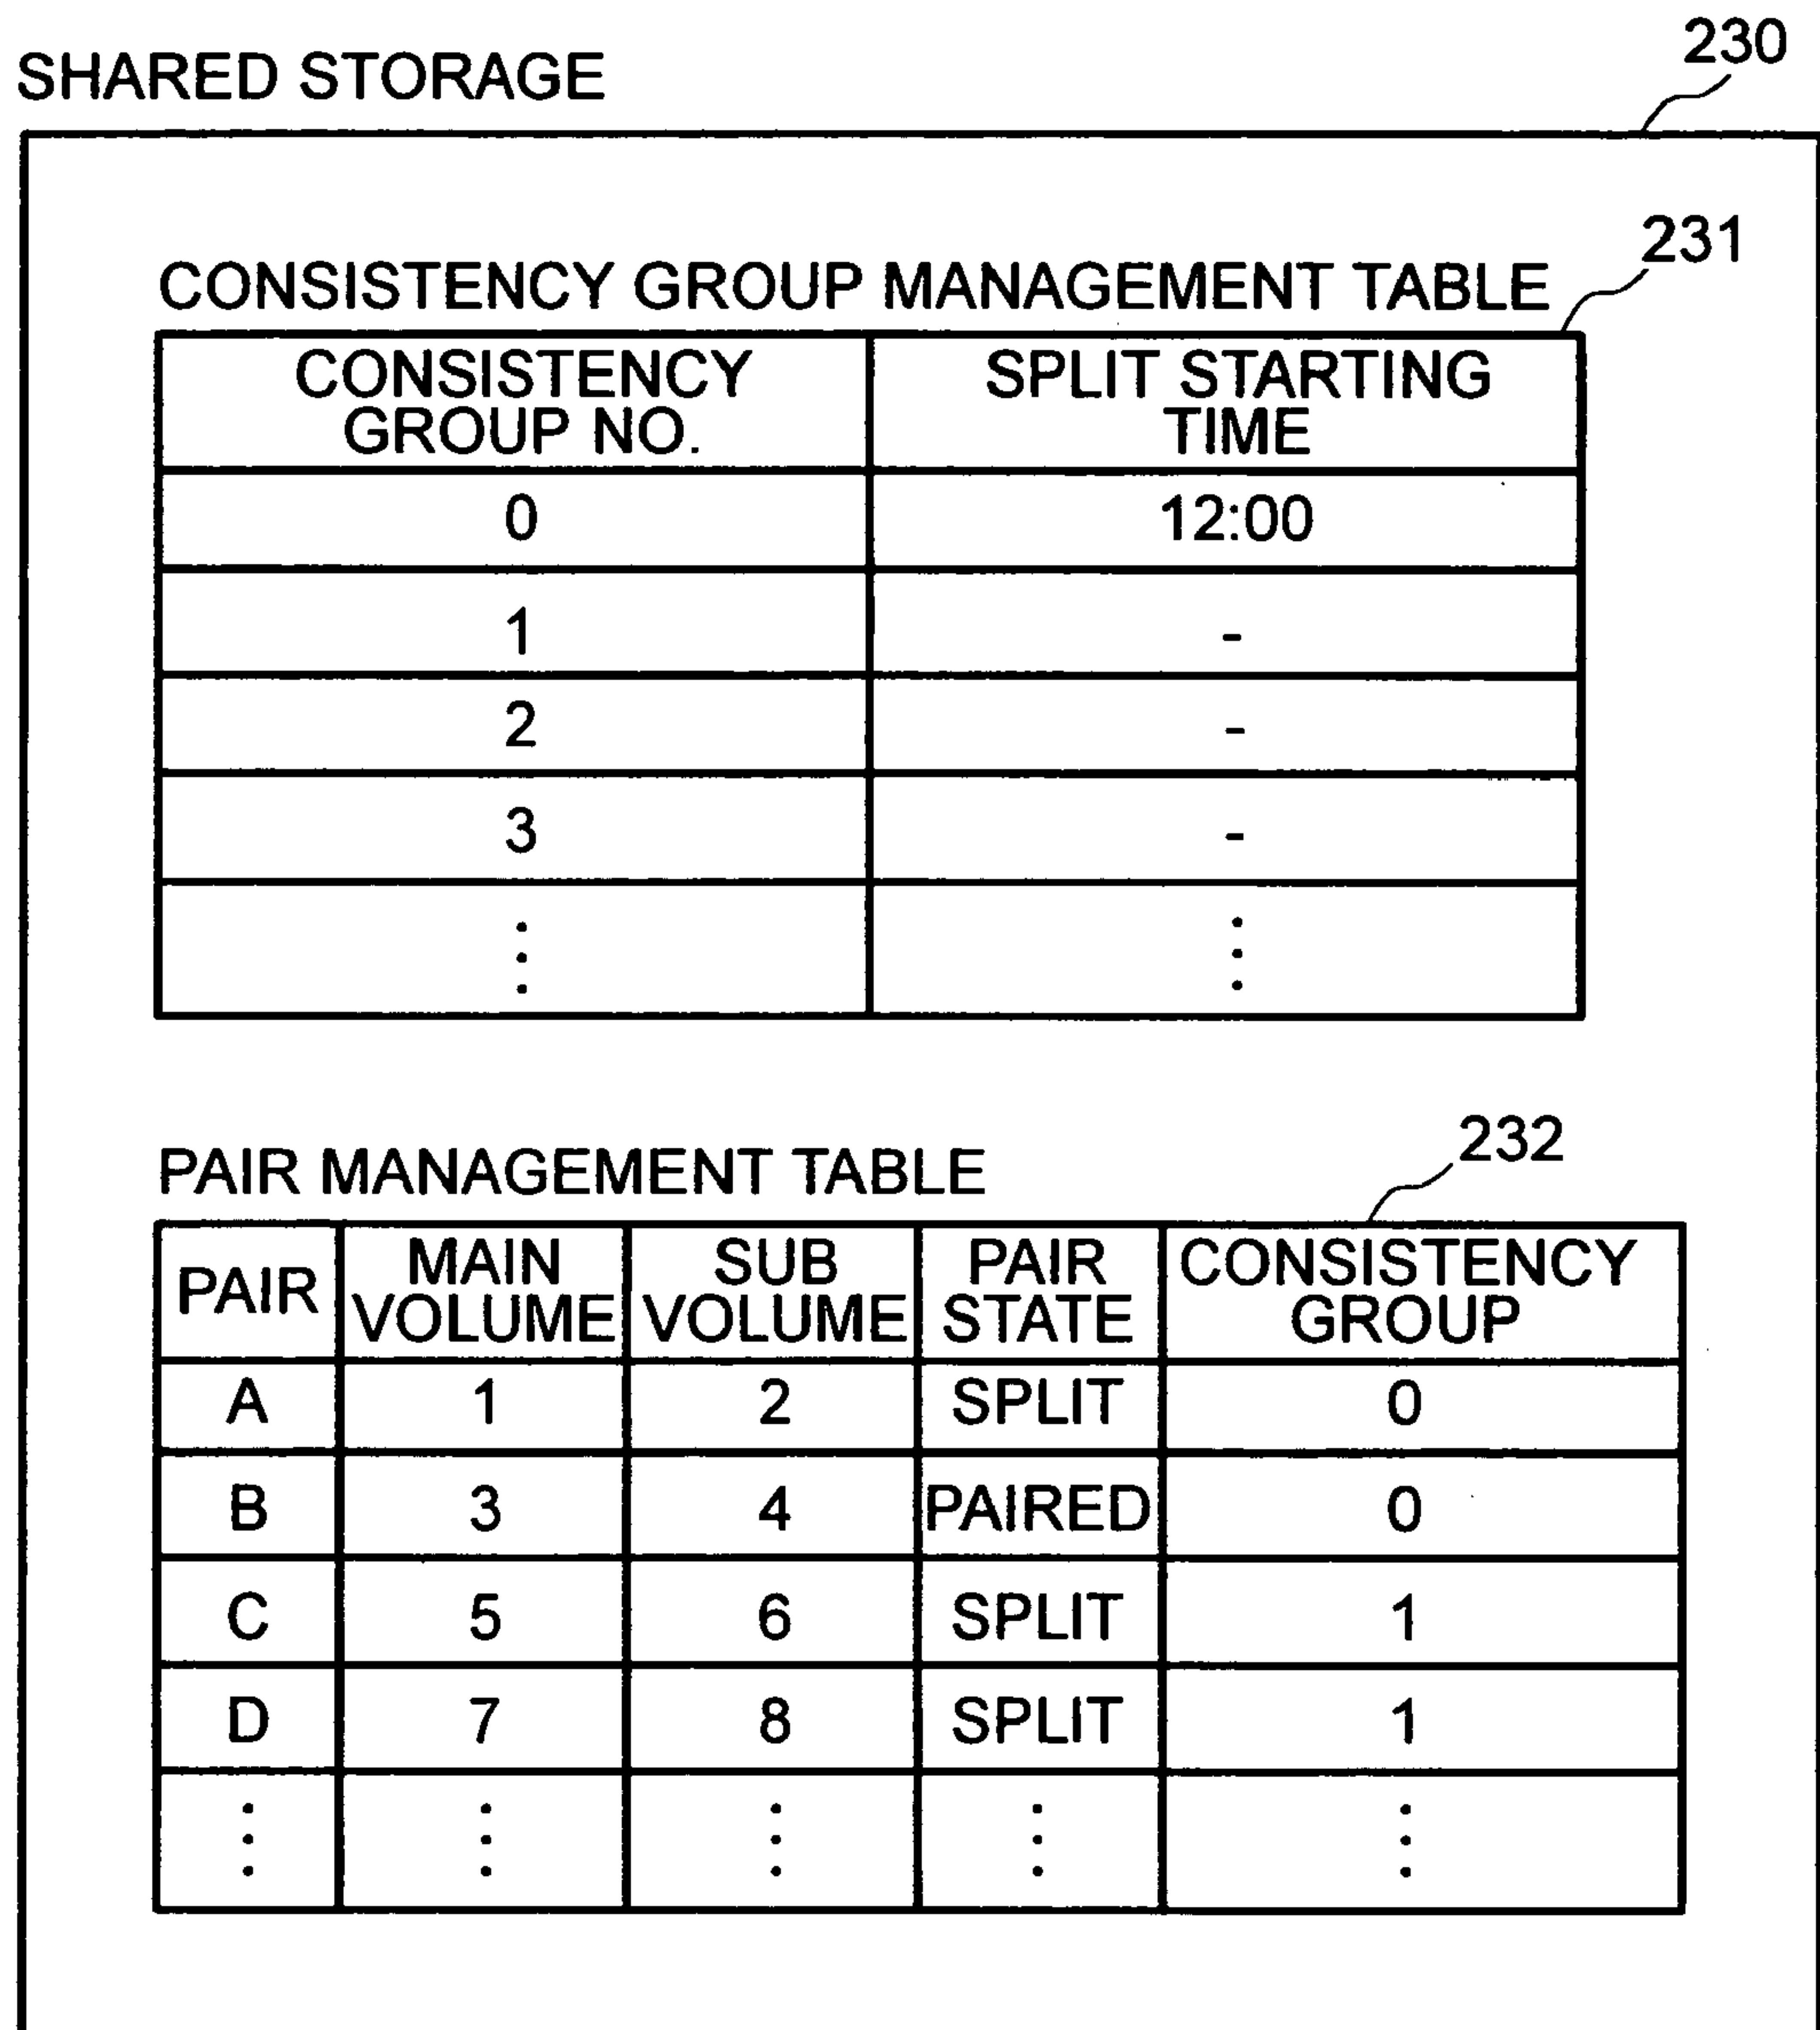 230
SHARED STORAGE
231
CONSISTENCY GROUP MANAGEMENT TABLE
CONSISTENCY GROUP NO. SPLIT STARTING TIME
0 12:00
1 -
2 -
3 -
⋮ ⋮
232
PAIR MANAGEMENT TABLE
PAIR MAIN VOLUME SUB VOLUME PAIR STATE CONSISTENCY GROUP
A 1 2 SPLIT 0
B 3 4 PAIRED 0
C 5 6 SPLIT 1
D 7 8 SPLIT 1
⋮ ⋮ ⋮ ⋮ ⋮